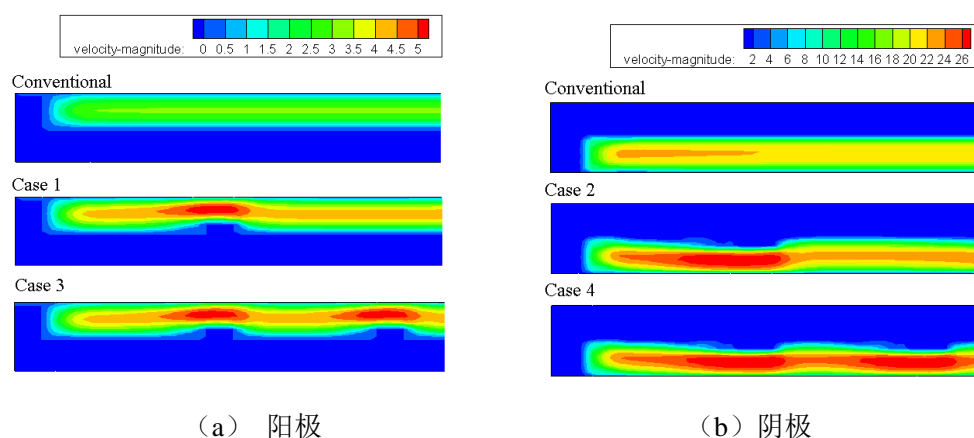 velocity-magnitude: 0 0.5 1 1.5 2 2.5 3 3.5 4 4.5 5
Conventional
Case 1
Case 3
（a） 阳极
velocity-magnitude: 2 4 6 8 10 12 14 16 18 20 22 24 26
Conventional
Case 2
Case 4
（b）阴极